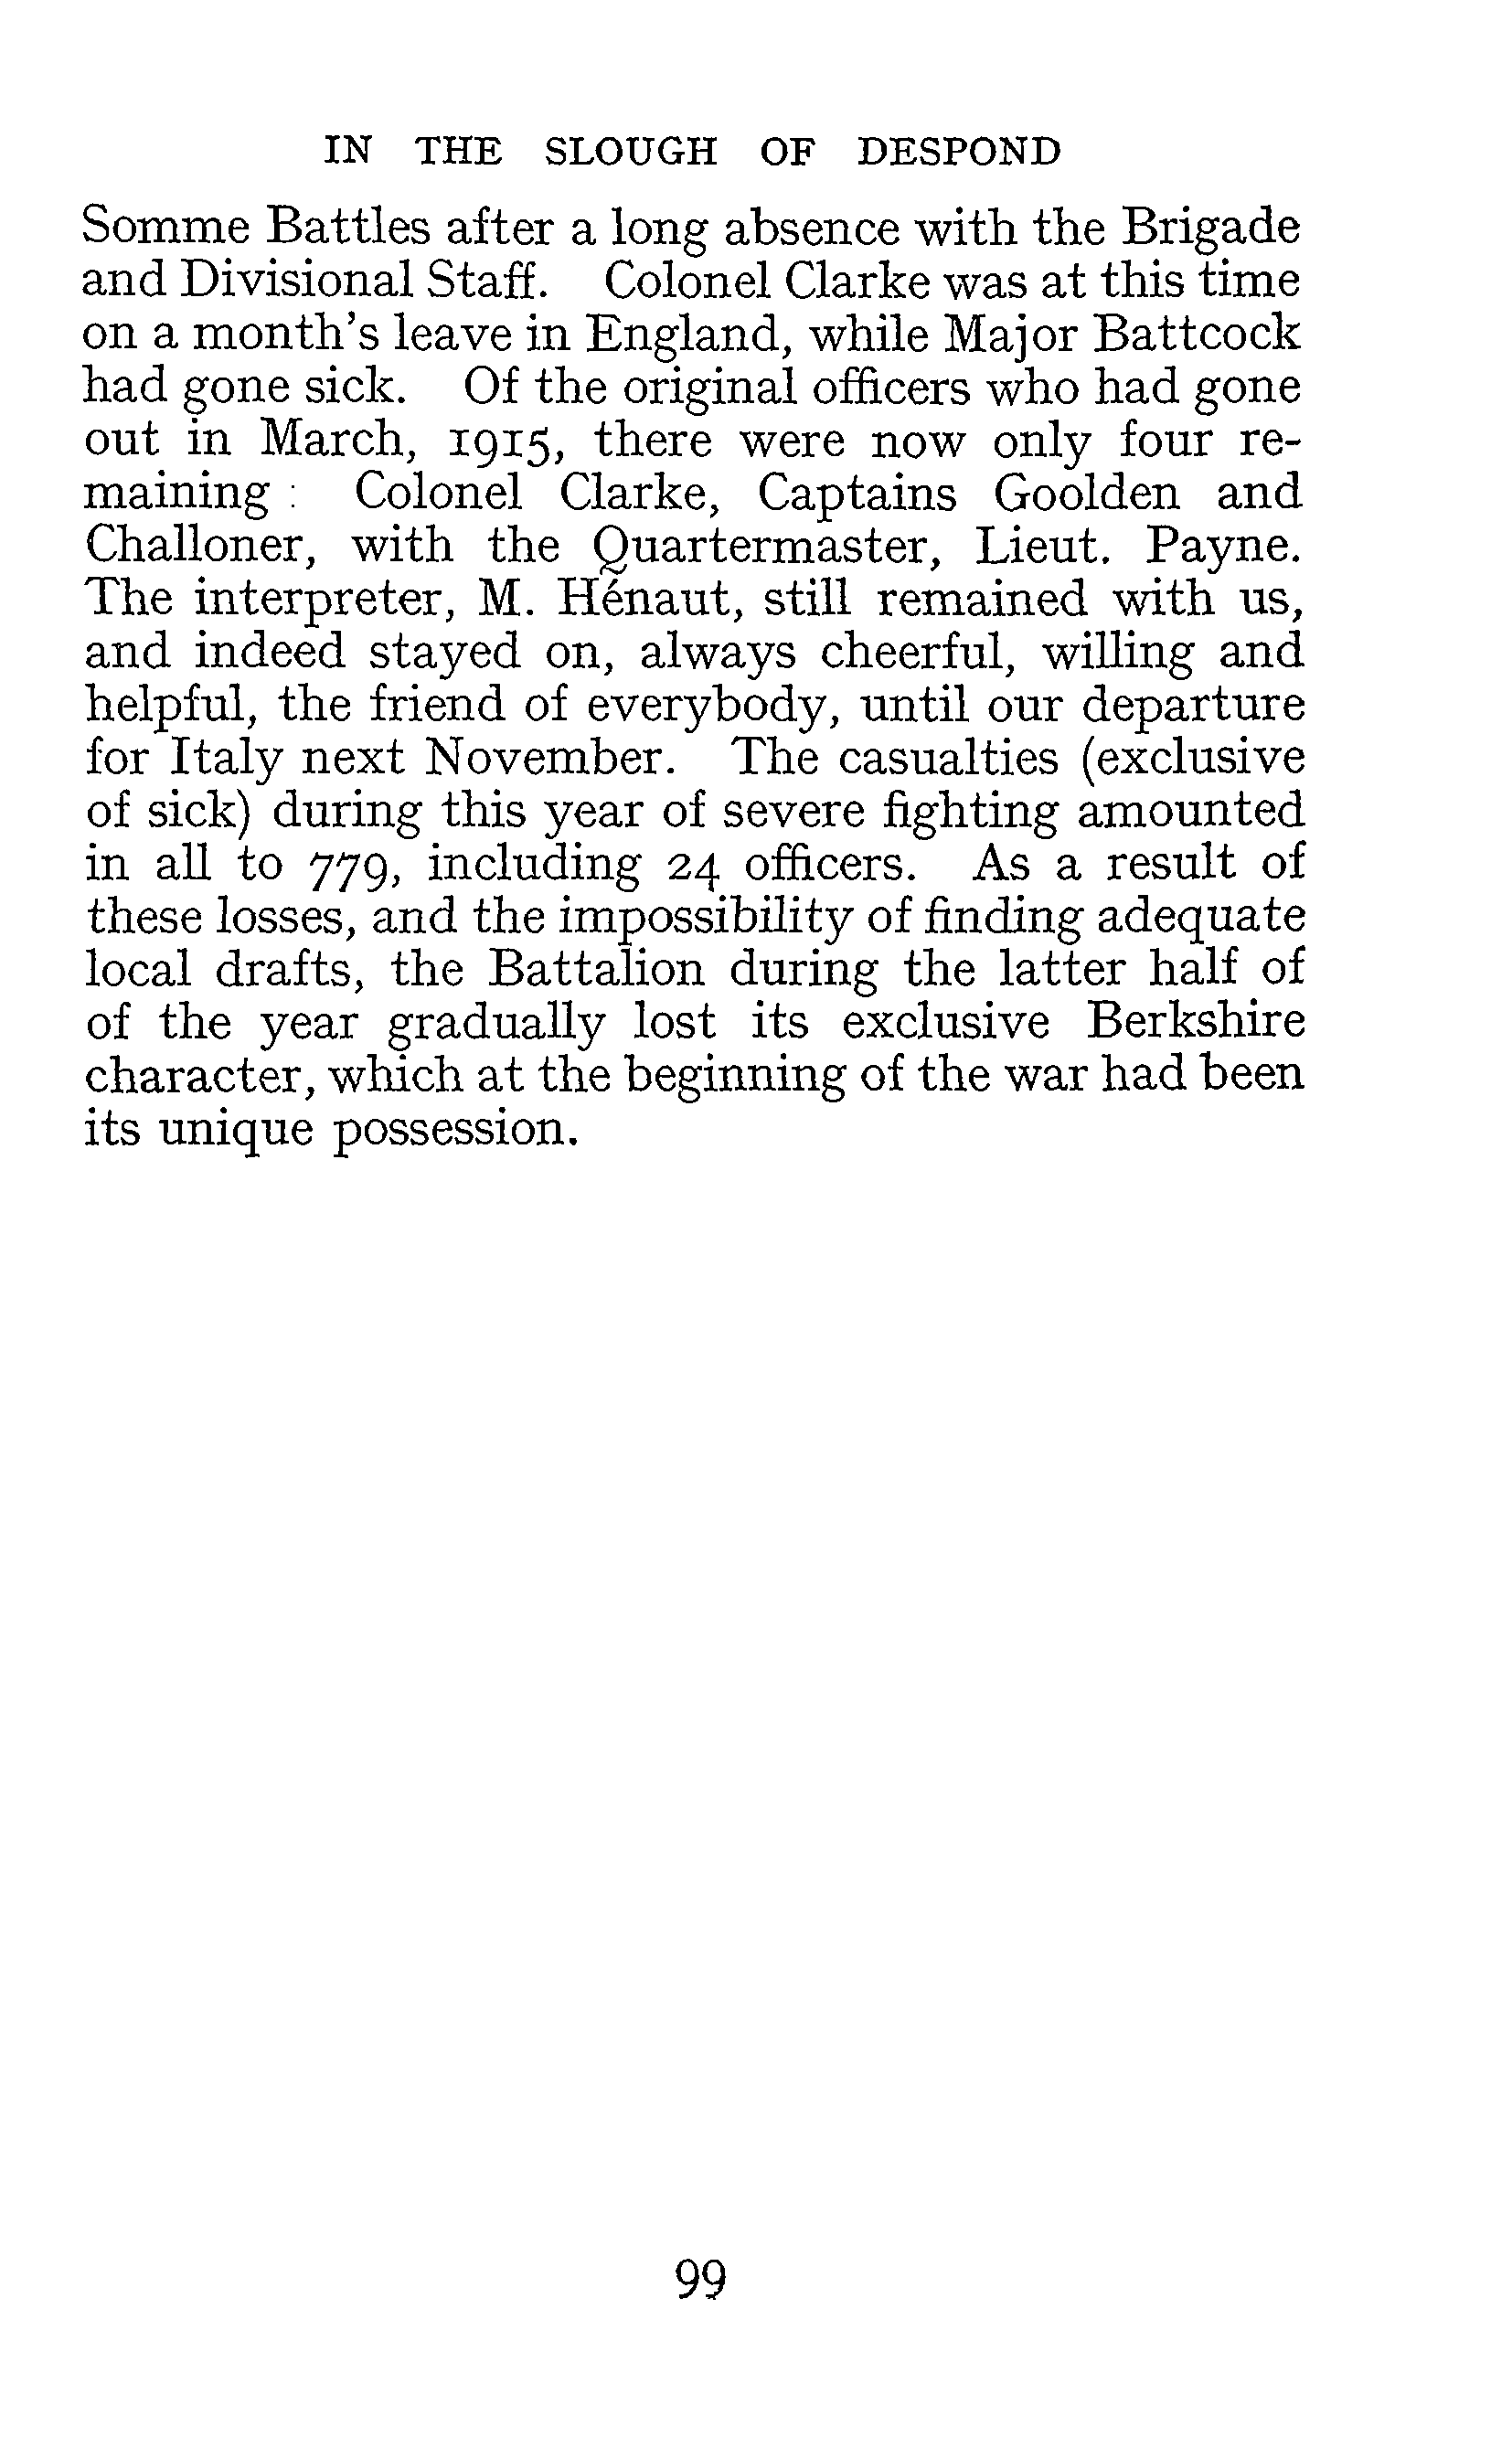 IN THE SLOUGH OF DESPOND
Somme Battles after a long absence with the Brigade
and Divisional Staff. Colonel Clarke was at this time
on a month's leave in England, while Major Battcock
had gone sick. Of the original officers who had gone
out in March, 1915, there were now only four re-
maining : Colonel Clarke, Captains Goolden and
Challoner, with the Quartermaster, Lieut. Payne.
The interpreter, M. Hénaut, still remained with us,
and indeed stayed on, always cheerful, willing and
helpful, the friend of everybody, until our departure
for Italy next November. The casualties (exclusive
of sick) during this year of severe fighting amounted
in all to 779, including 24 officers. As a result of
these losses, and the impossibility of finding adequate
local drafts, the Battalion during the latter half of
of the year gradually lost its exclusive Berkshire
character, which at the beginning of the war had been
its unique possession.
99